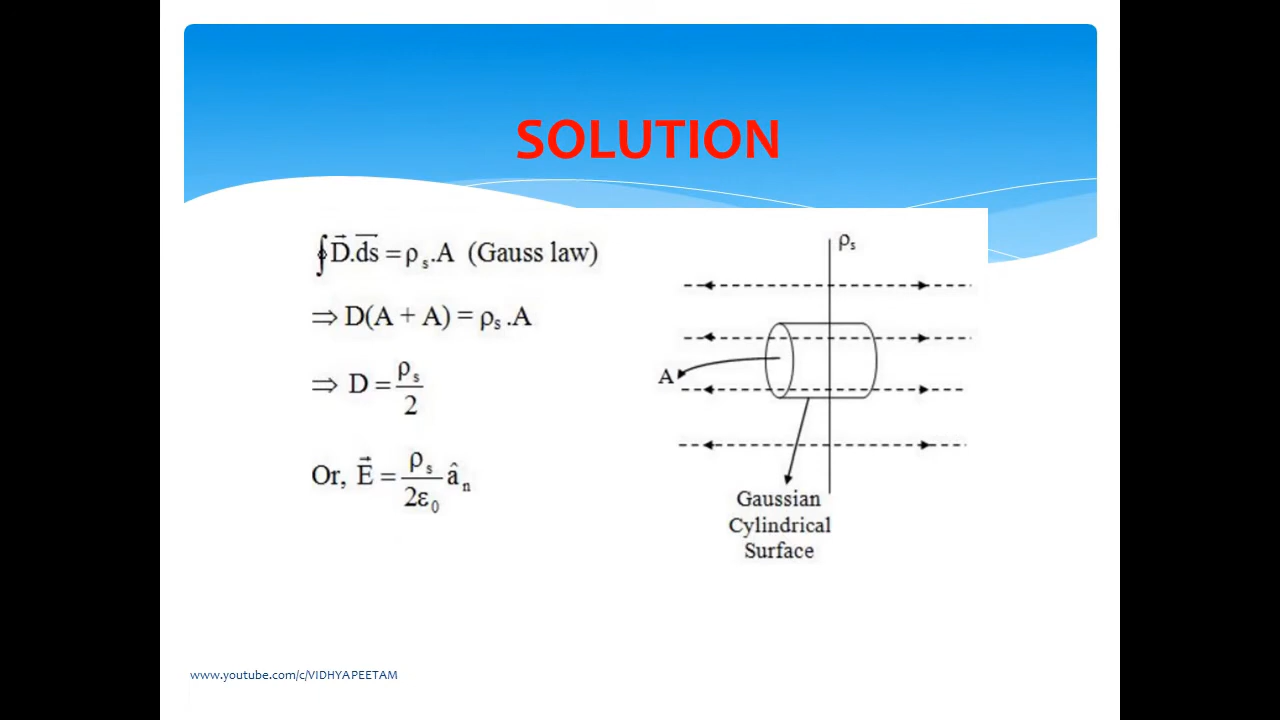 SOLUTION
∮D⃗.d͞s = ρₛ.A (Gauss law)
⇒ D(A + A) = ρₛ .A
⇒ D = ρₛ/2
Or, E⃗ = ρₛ/2ε₀ âₙ
ρₛ
A
Gaussian
Cylindrical
Surface
www.youtube.com/c/VIDHYAPEETAM